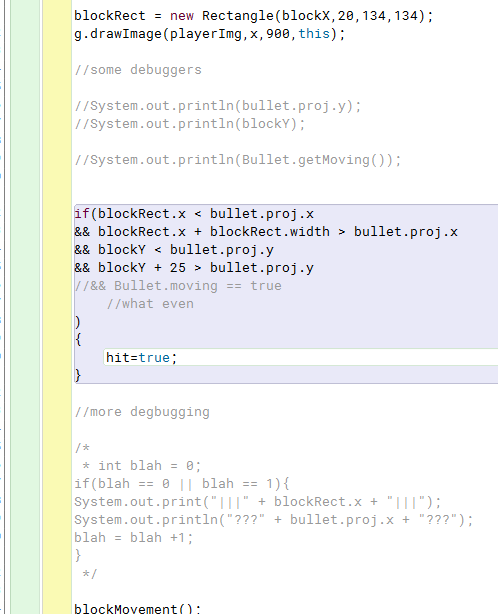 blockRect = new Rectangle(blockX,20,134,134);
g.drawImage(playerImg,x,900,this);
//some debuggers
//System.out.println(bullet.proj.y);
//System.out.println(blockY);
//System.out.println(Bullet.getMoving());
if(blockRect.x < bullet.proj.x
&& blockRect.x + blockRect.width > bullet.proj.x
&& blockY < bullet.proj.y
&& blockY + 25 > bullet.proj.y
//&& Bullet.moving == true
//what even
)
{
hit=true;
}
//more degbugging
/*
* int blah = 0;
if(blah == 0 || blah == 1){
System.out.print("|||" + blockRect.x + "|||");
System.out.println("???" + bullet.proj.x + "???");
blah = blah +1;
}
*/
blockMovement();